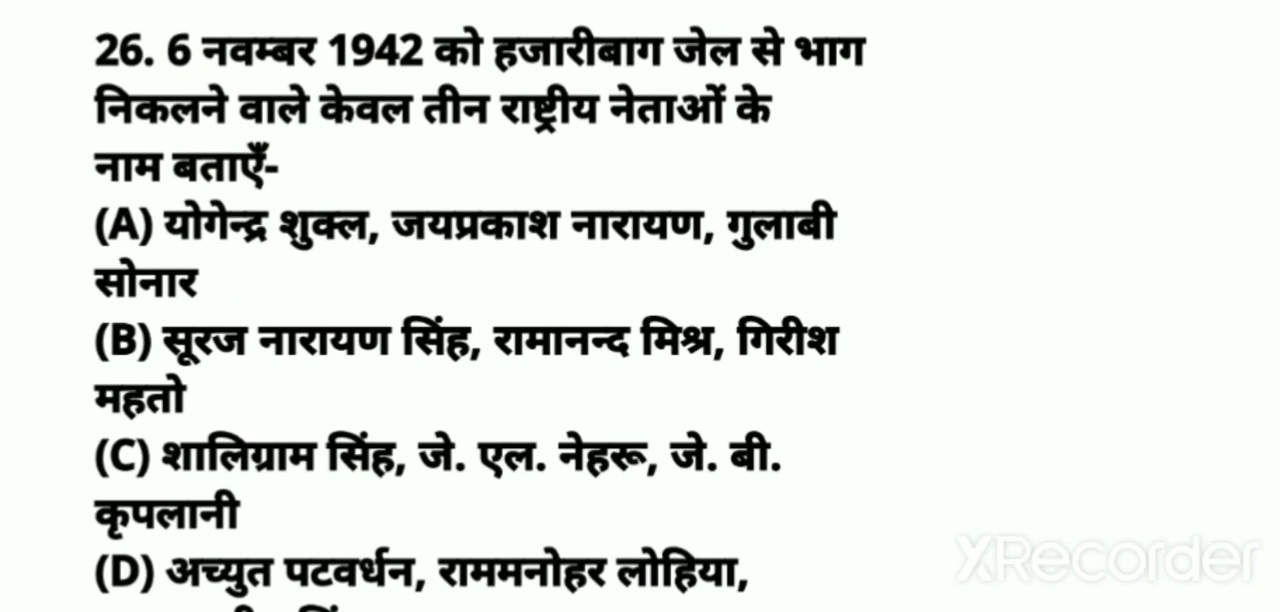 26. 6 नवम्बर 1942 को हजारीबाग जेल से भाग
निकलने वाले केवल तीन राष्ट्रीय नेताओं के
नाम बताएँ-
(A) योगेन्द्र शुक्ल, जयप्रकाश नारायण, गुलाबी
सोनार
(B) सूरज नारायण सिंह, रामानन्द मिश्र, गिरीश
महतो
(C) शालिग्राम सिंह, जे. एल. नेहरू, जे. बी.
कृपलानी
(D) अच्युत पटवर्धन, राममनोहर लोहिया,
XRecorder